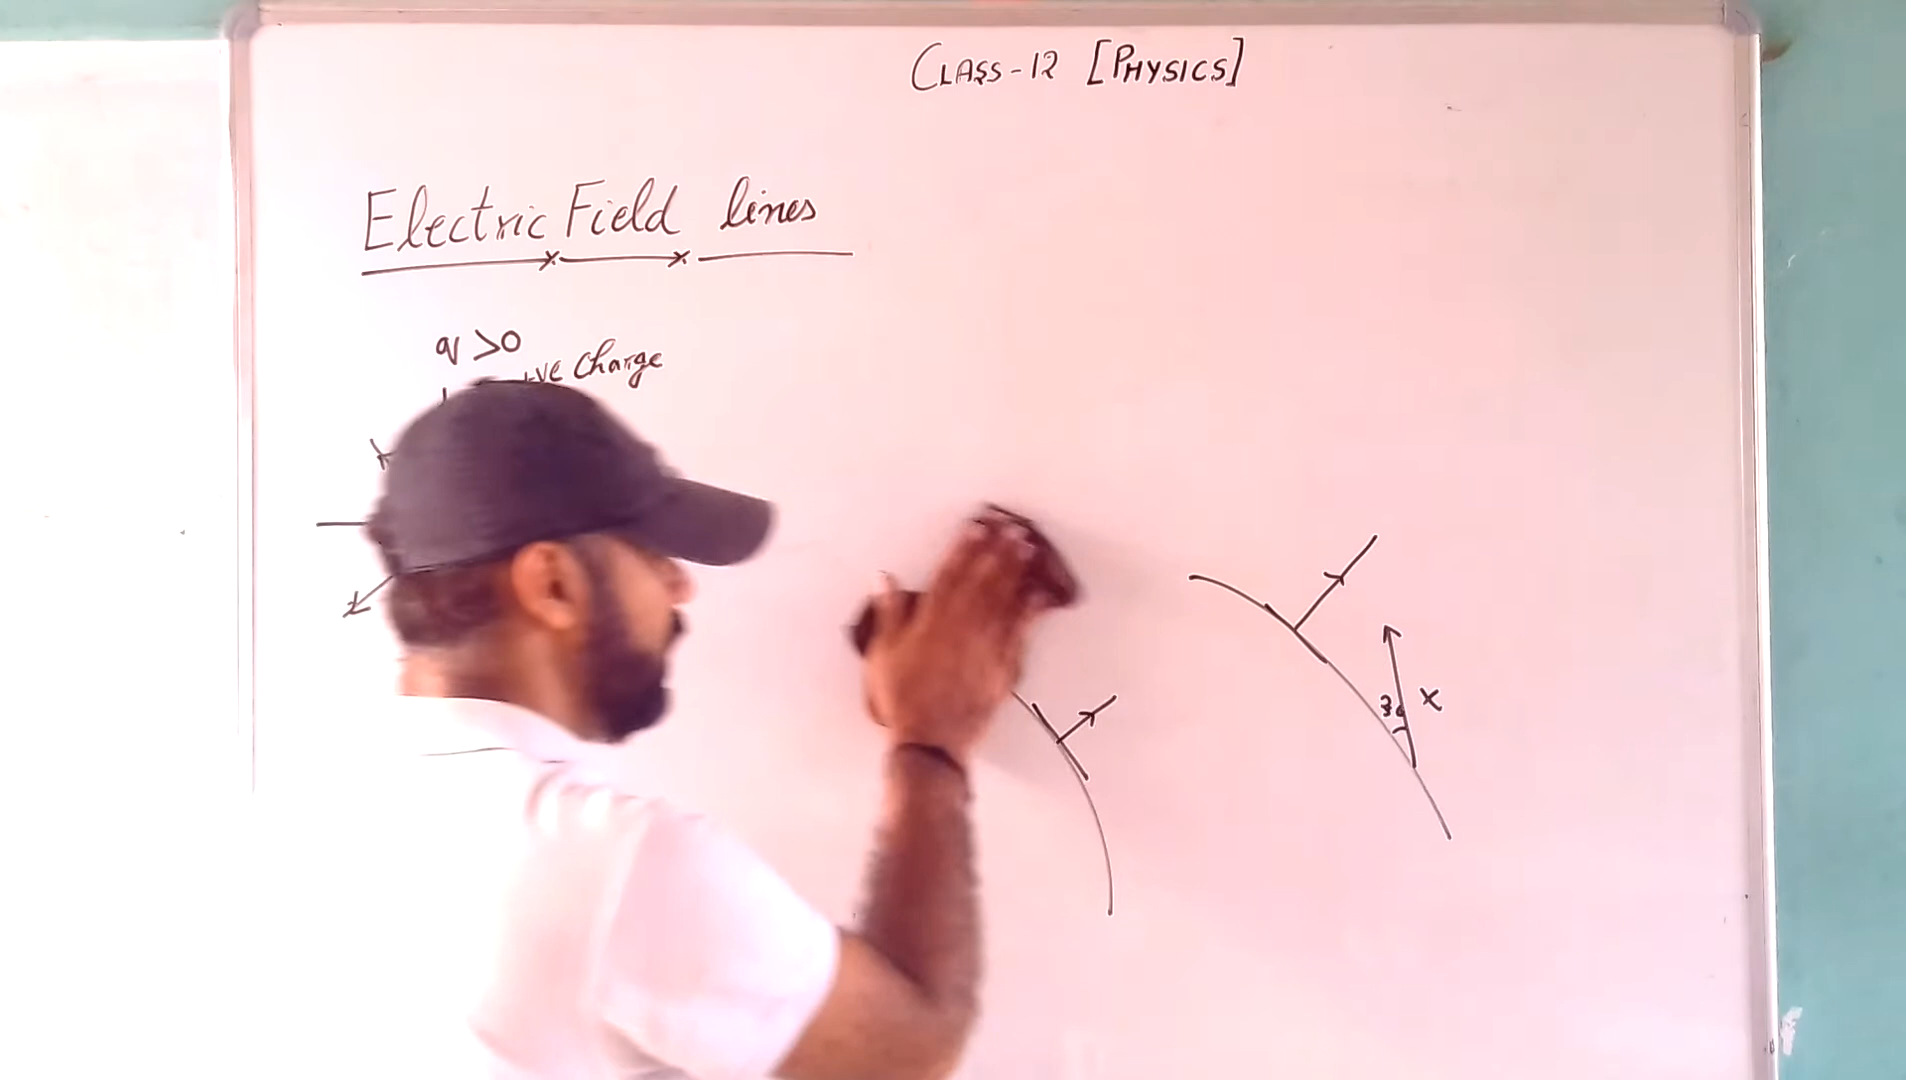 CLASS-12 [PHYSICS]
Electric Field lines
q >0
+ve Charge
x